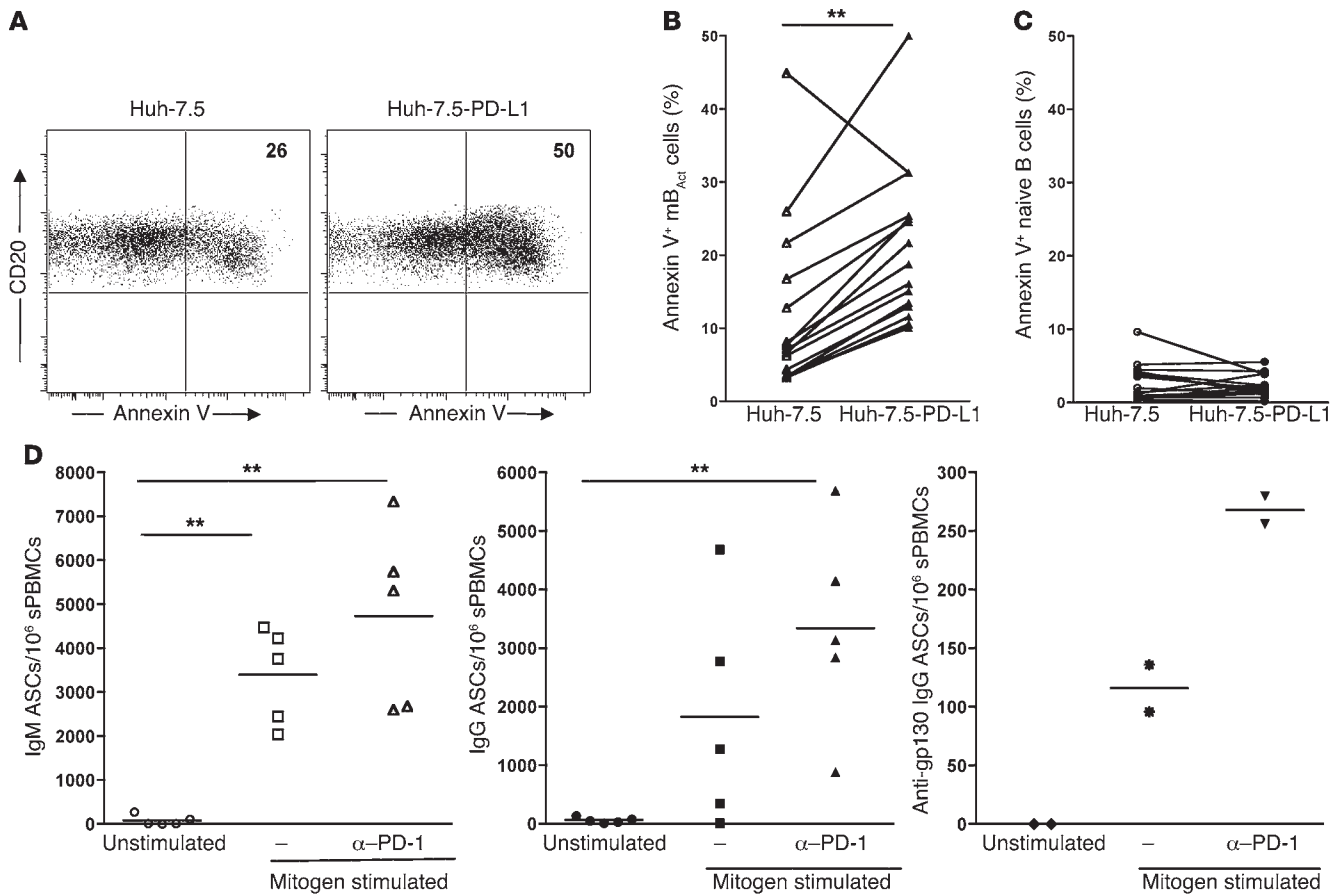 A
Huh-7.5
Huh-7.5-PD-L1
26
50
CD20
Annexin V
Annexin V
B
**
Annexin V+ mBAct cells (%)
50
40
30
20
10
0
Huh-7.5
Huh-7.5-PD-L1
C
Annexin V+ naive B cells (%)
50
40
30
20
10
0
Huh-7.5
Huh-7.5-PD-L1
D
IgM ASCs/10⁶ sPBMCs
8000
7000
6000
5000
4000
3000
2000
1000
0
**
**
Unstimulated
–
α–PD-1
Mitogen stimulated
IgG ASCs/10⁶ sPBMCs
6000
5000
4000
3000
2000
1000
0
**
Unstimulated
–
α–PD-1
Mitogen stimulated
Anti-gp130 IgG ASCs/10⁶ sPBMCs
300
250
200
150
100
50
0
Unstimulated
–
α–PD-1
Mitogen stimulated